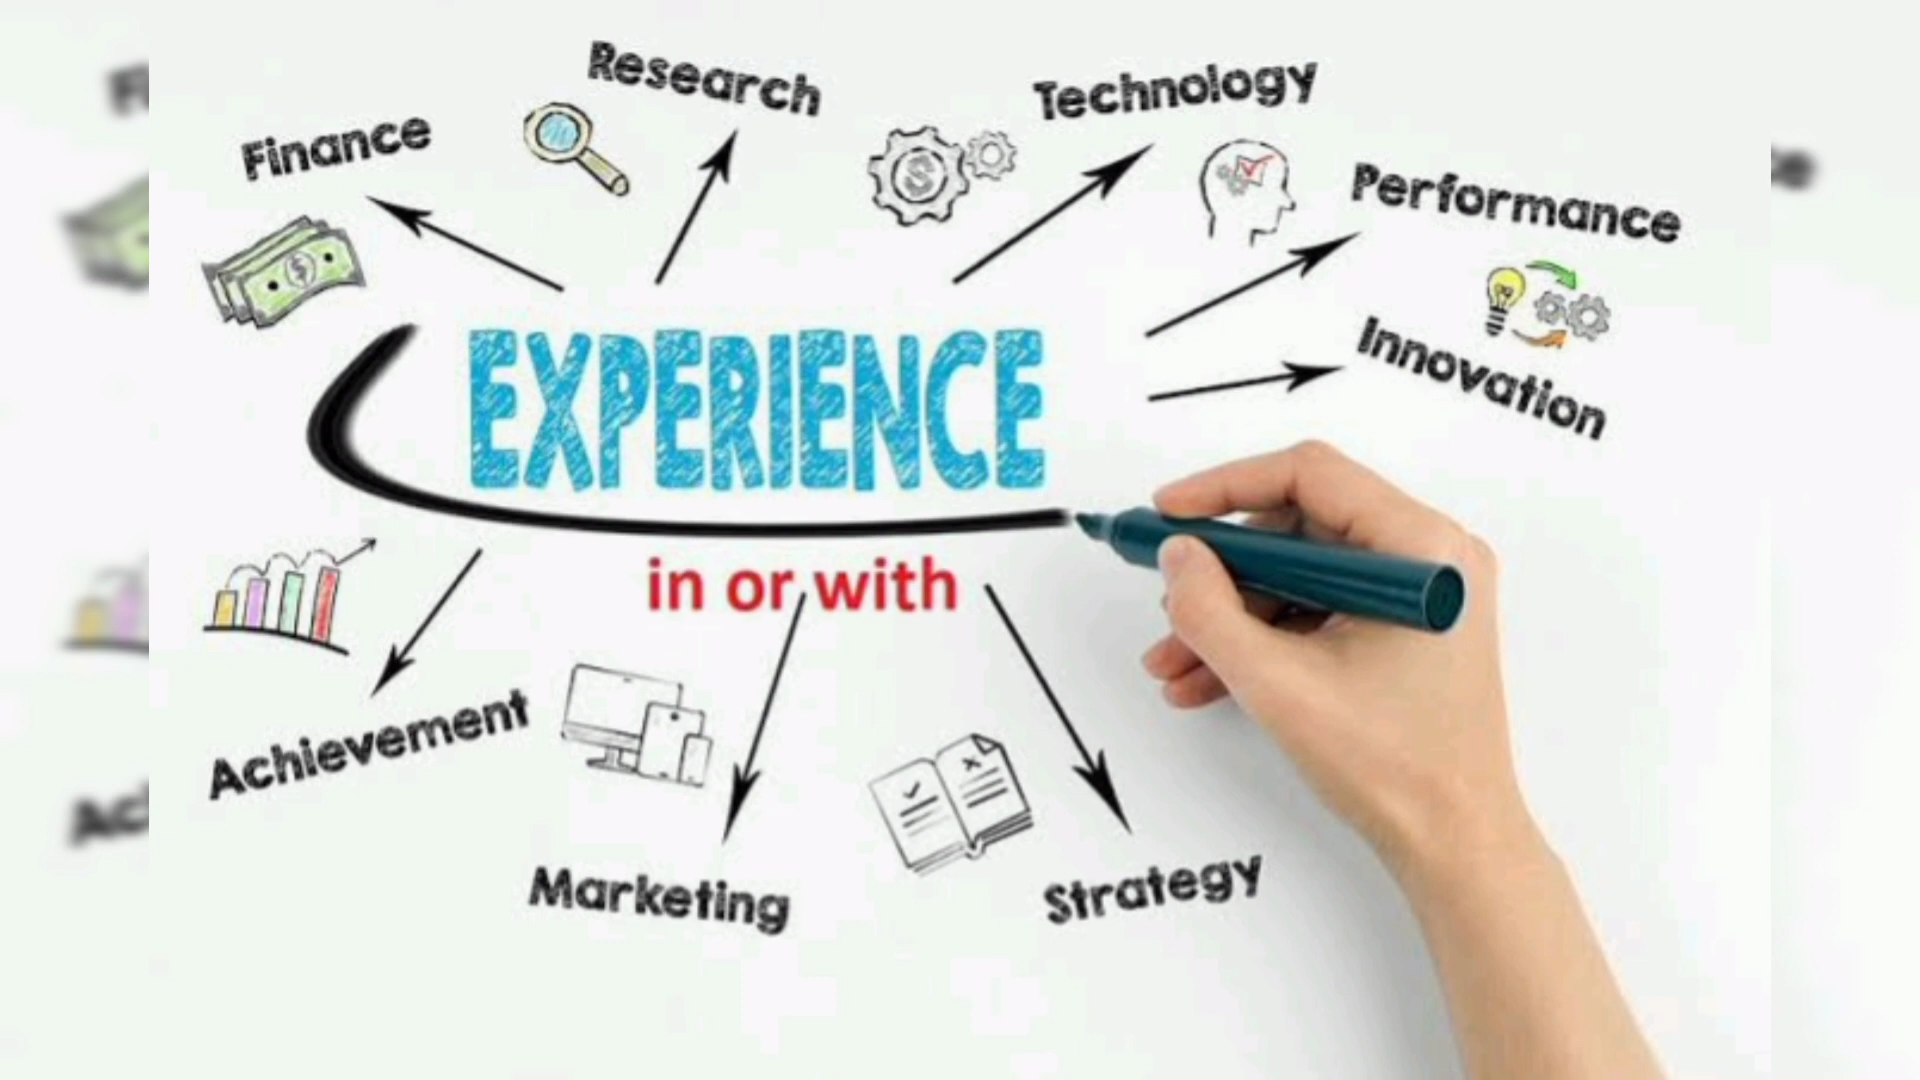 Research
Technology
Finance
Performance
Innovation
EXPERIENCE
in or with
Achievement
Marketing
Strategy